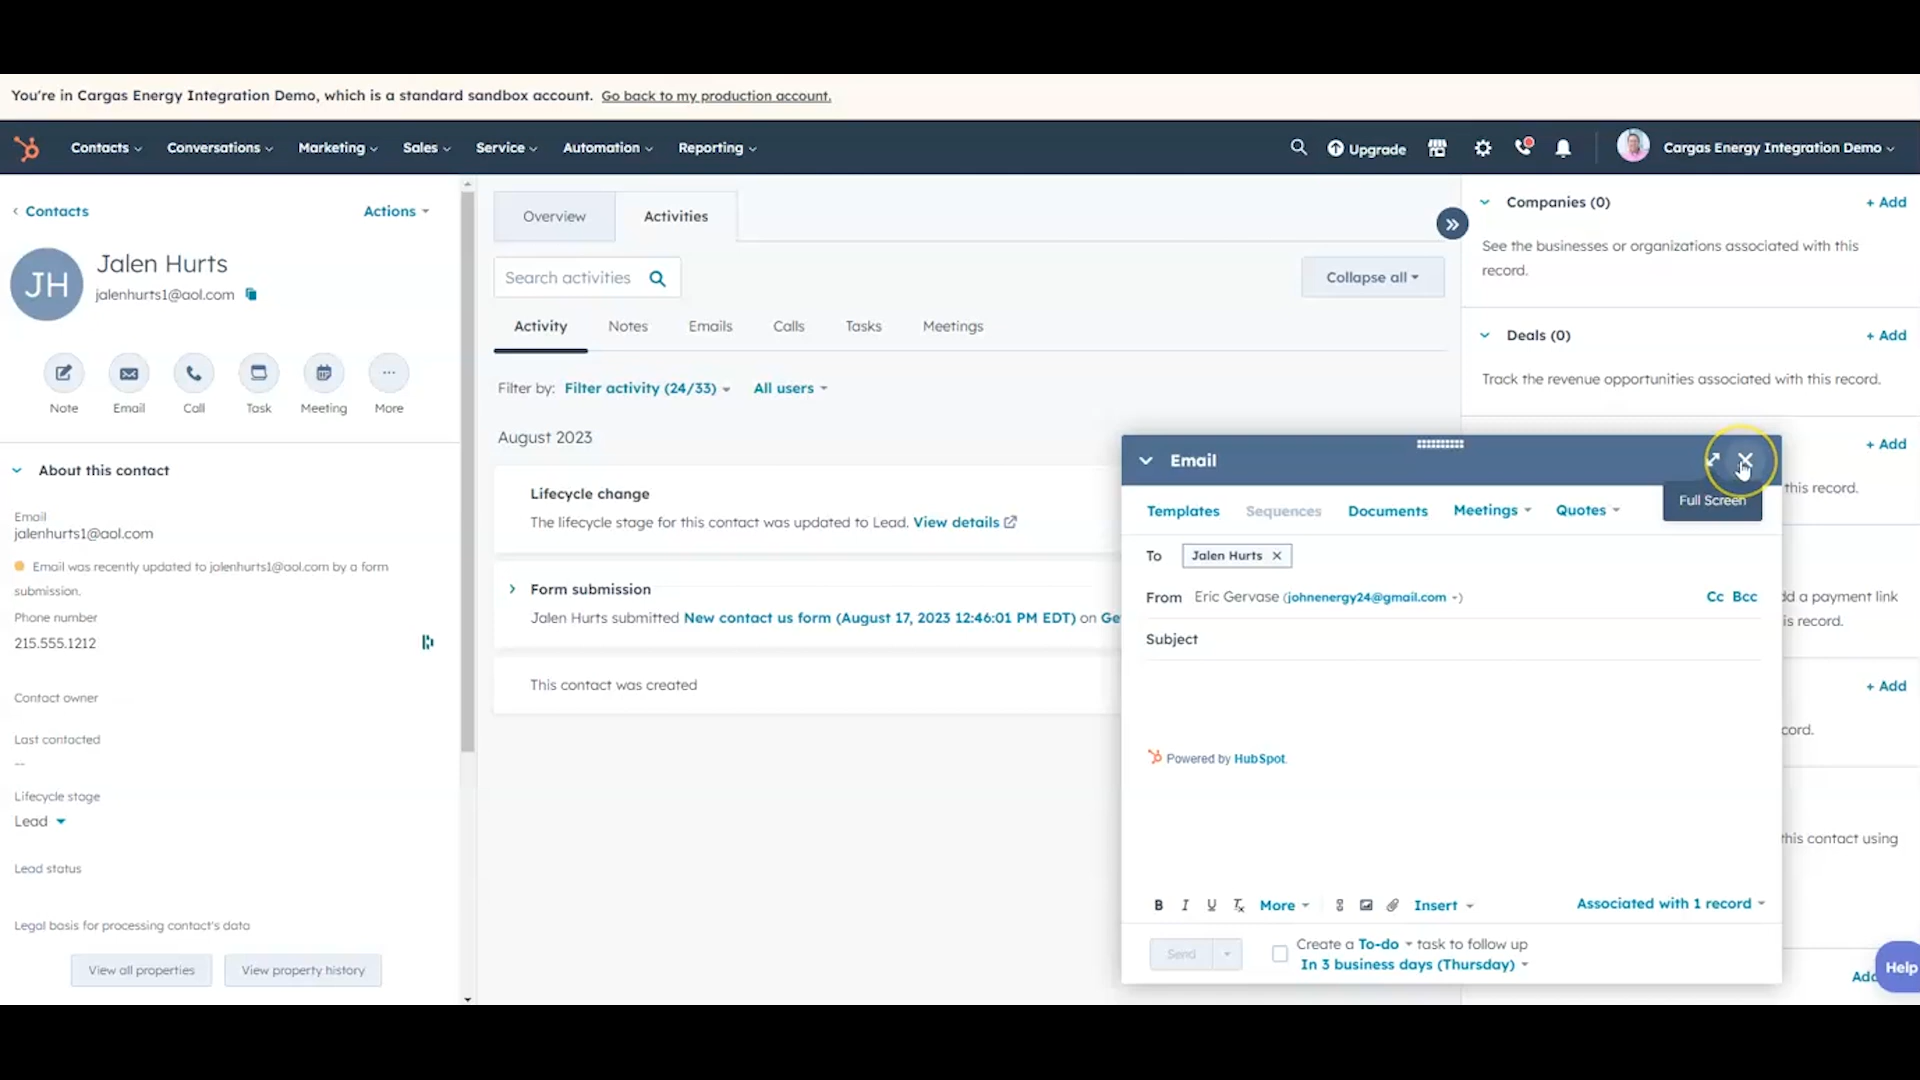 You're in Cargas Energy Integration Demo, which is a standard sandbox account. Go back to my production account.
Contacts Conversations Marketing Sales Service Automation Reporting Upgrade Cargas Energy Integration Demo
Contacts
Actions
JH
Jalen Hurts
jalenhurts1@aol.com
Note Email Call Task Meeting More
About this contact
Email
jalenhurts1@aol.com
Email was recently updated to jalenhurts1@aol.com by a form
submission.
Phone number
215.555.1212
Contact owner
Last contacted
--
Lifecycle stage
Lead
Lead status
Legal basis for processing contact's data
View all properties View property history
Overview Activities
Search activities
Collapse all
Activity Notes Emails Calls Tasks Meetings
Filter by: Filter activity (24/33) All users
August 2023
Lifecycle change
The lifecycle stage for this contact was updated to Lead. View details
Form submission
Jalen Hurts submitted New contact us form (August 17, 2023 12:46:01 PM EDT) on Ge
This contact was created
Companies (0) + Add
See the businesses or organizations associated with this
record.
Deals (0) + Add
Track the revenue opportunities associated with this record.
+ Add
this record.
d a payment link
is record.
+ Add
cord.
this contact using
Add
Help
Email
Full Screen
Templates Sequences Documents Meetings Quotes
To Jalen Hurts
From Eric Gervase (johnenergy24@gmail.com)
Cc Bcc
Subject
Powered by HubSpot.
B I U Tx More Insert Associated with 1 record
Send
Create a To-do task to follow up
In 3 business days (Thursday)